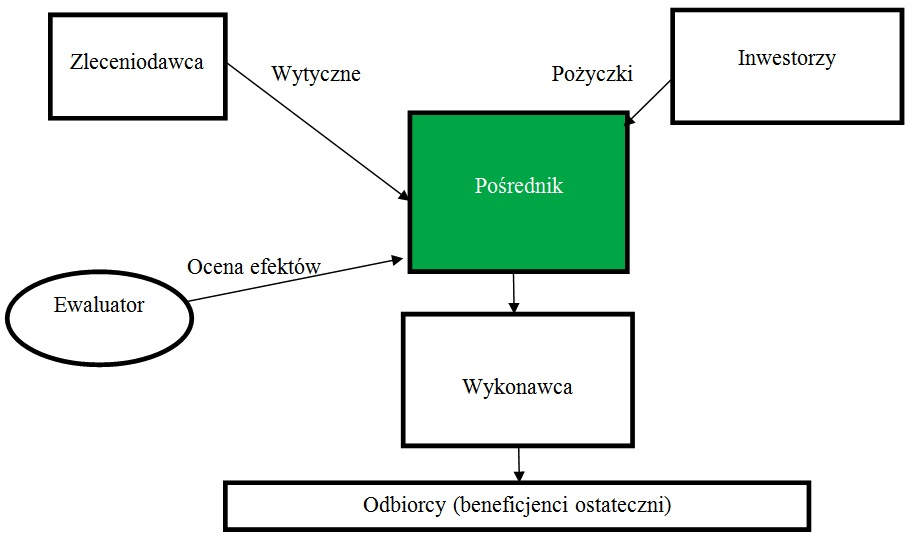 Zleceniodawca
Wytyczne
Pożyczki
Inwestorzy
Pośrednik
Ocena efektów
Ewaluator
Wykonawca
Odbiorcy (beneficjenci ostateczni)